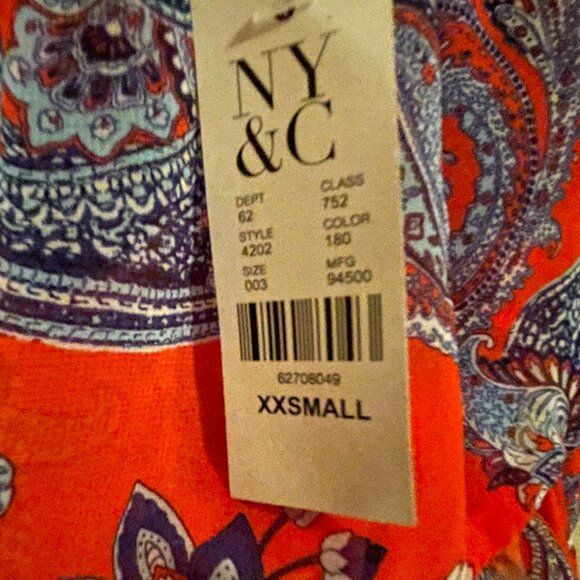 NY
&C
DEPT CLASS
62 752
STYLE COLOR
4202 180
SIZE MFG
003 94500
62708049
XXSMALL